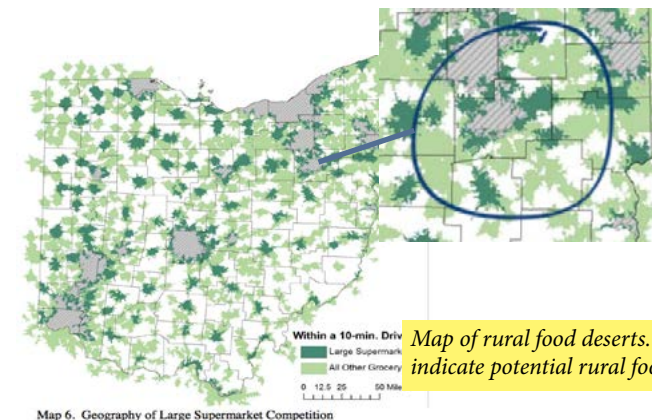 Within a 10-min. Driv
Large Supermark
All Other Grocery
0 12.5 25 50 Mile
Map of rural food deserts.
indicate potential rural foo
Map 6. Geography of Large Supermarket Competition